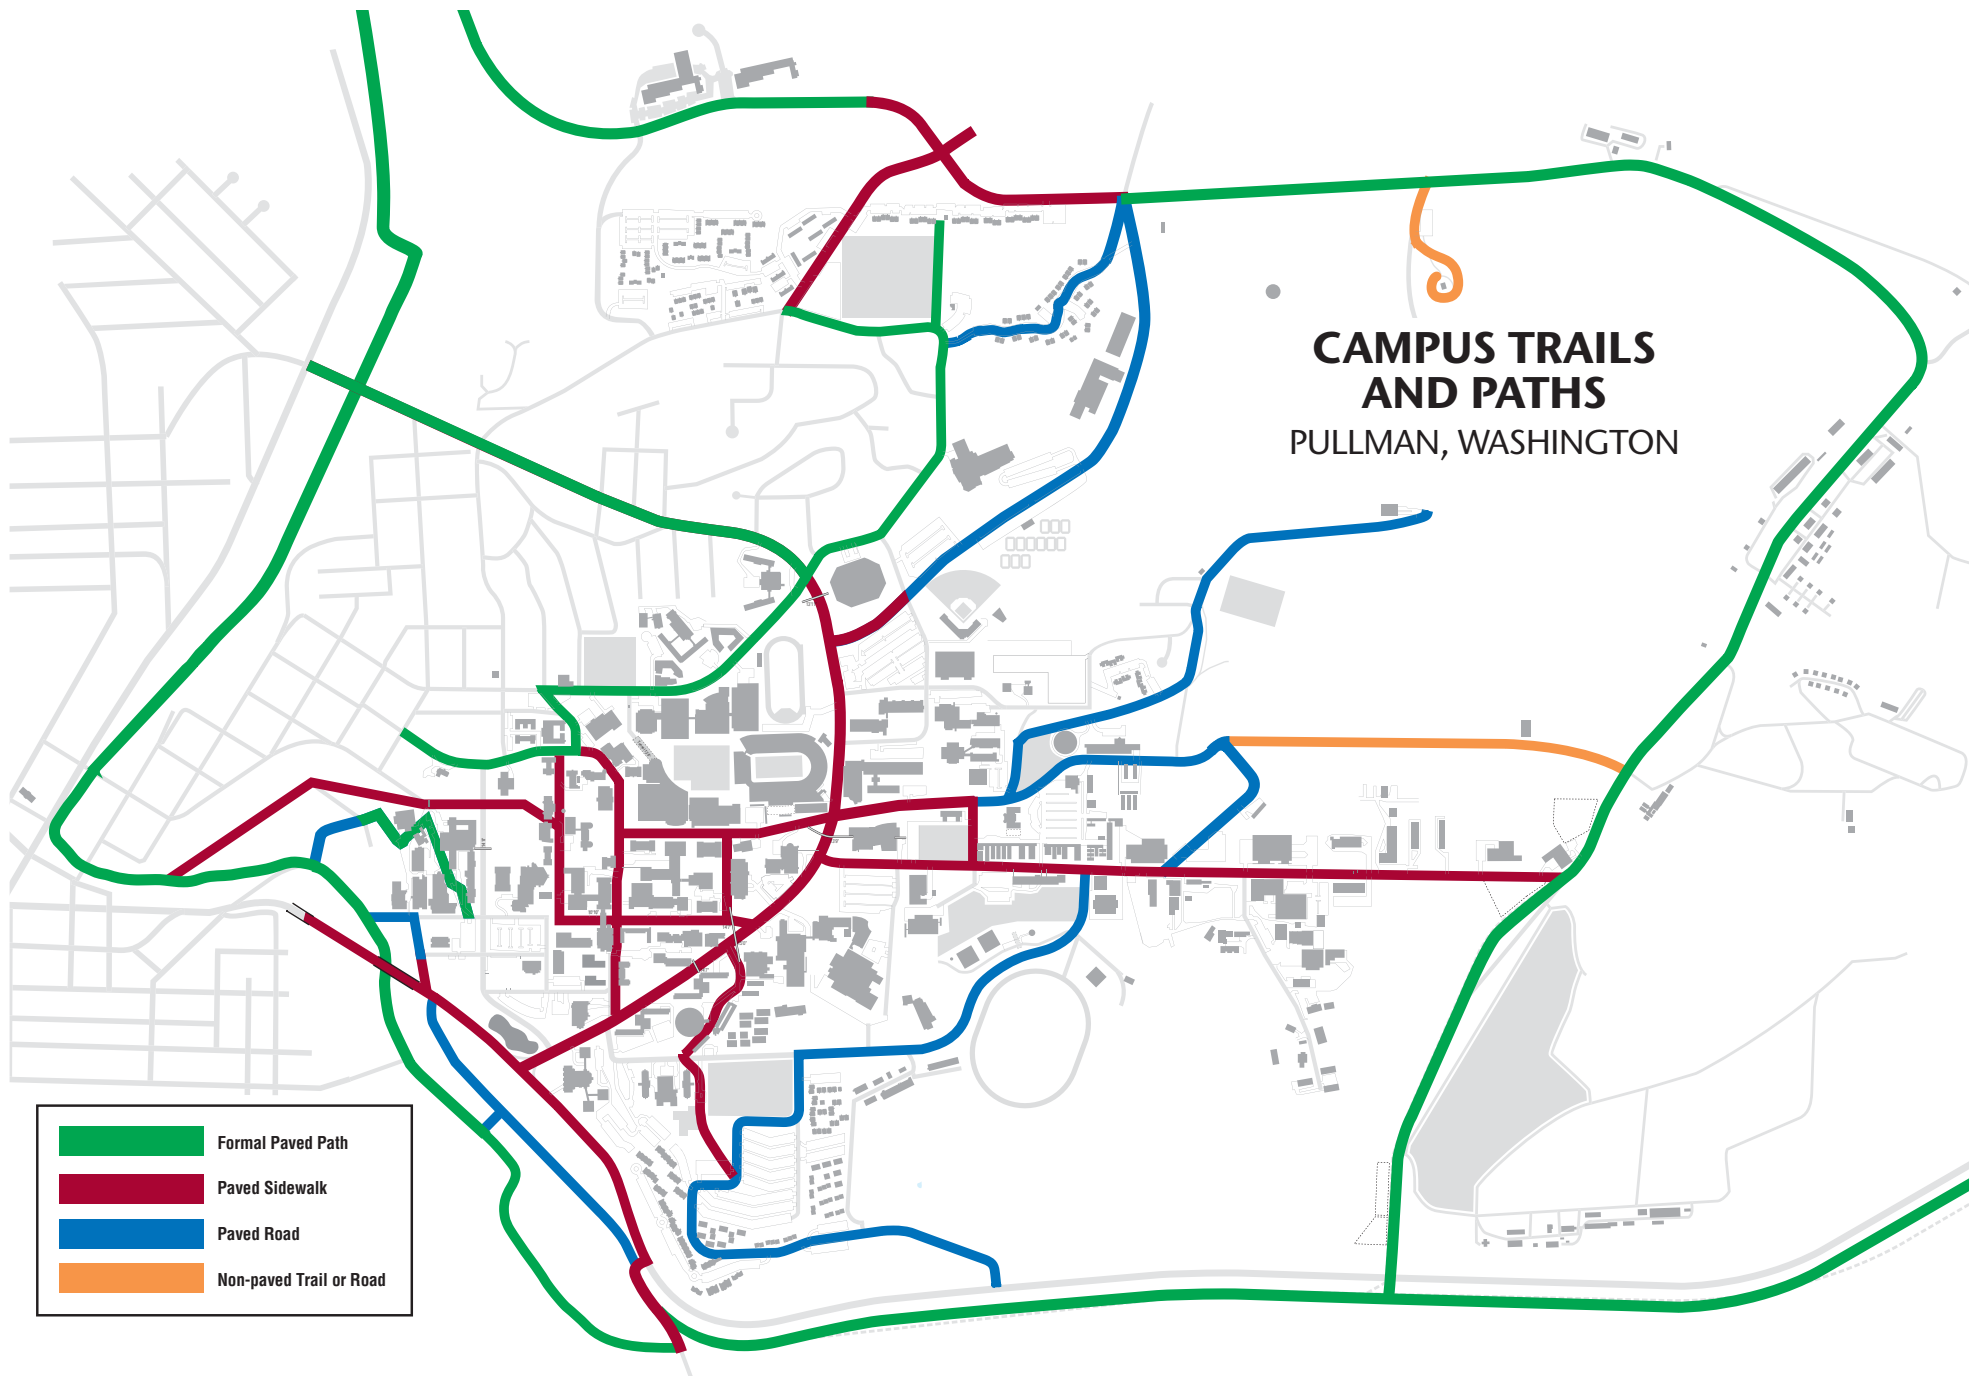 CAMPUS TRAILS
AND PATHS
PULLMAN, WASHINGTON
Formal Paved Path
Paved Sidewalk
Paved Road
Non-paved Trail or Road